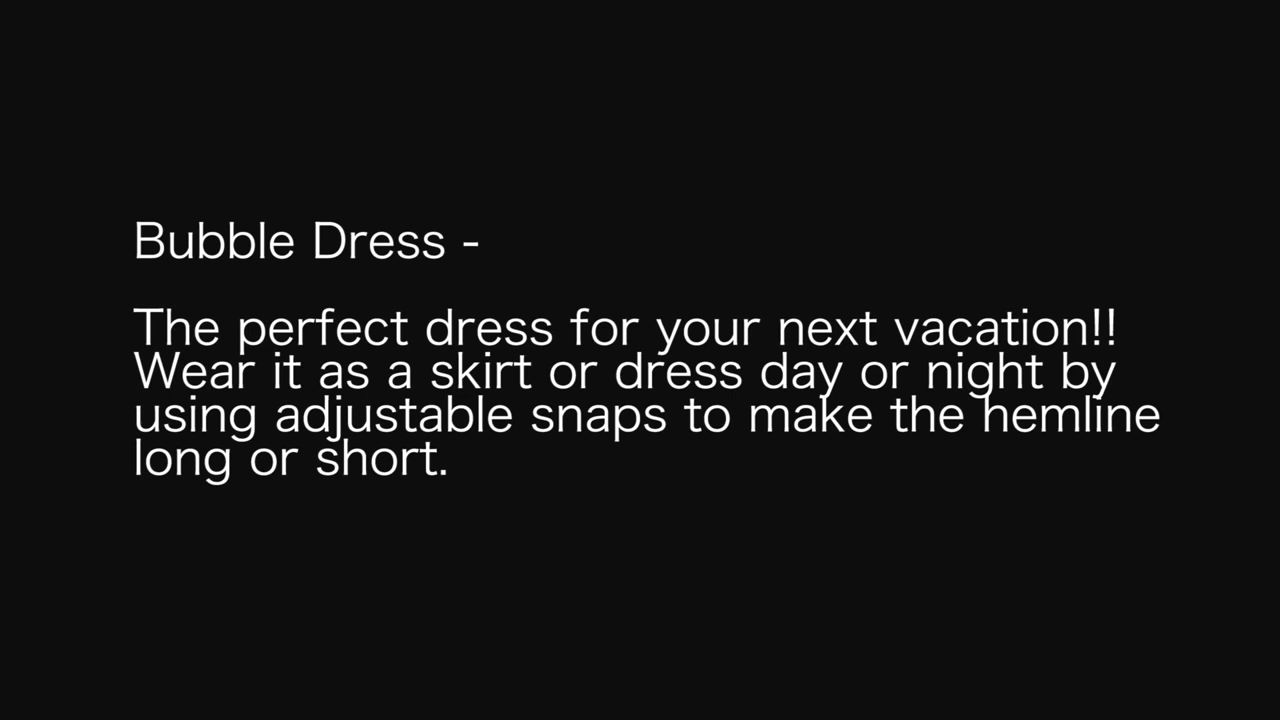 Bubble Dress -
The perfect dress for your next vacation!!
Wear it as a skirt or dress day or night by
using adjustable snaps to make the hemline
long or short.